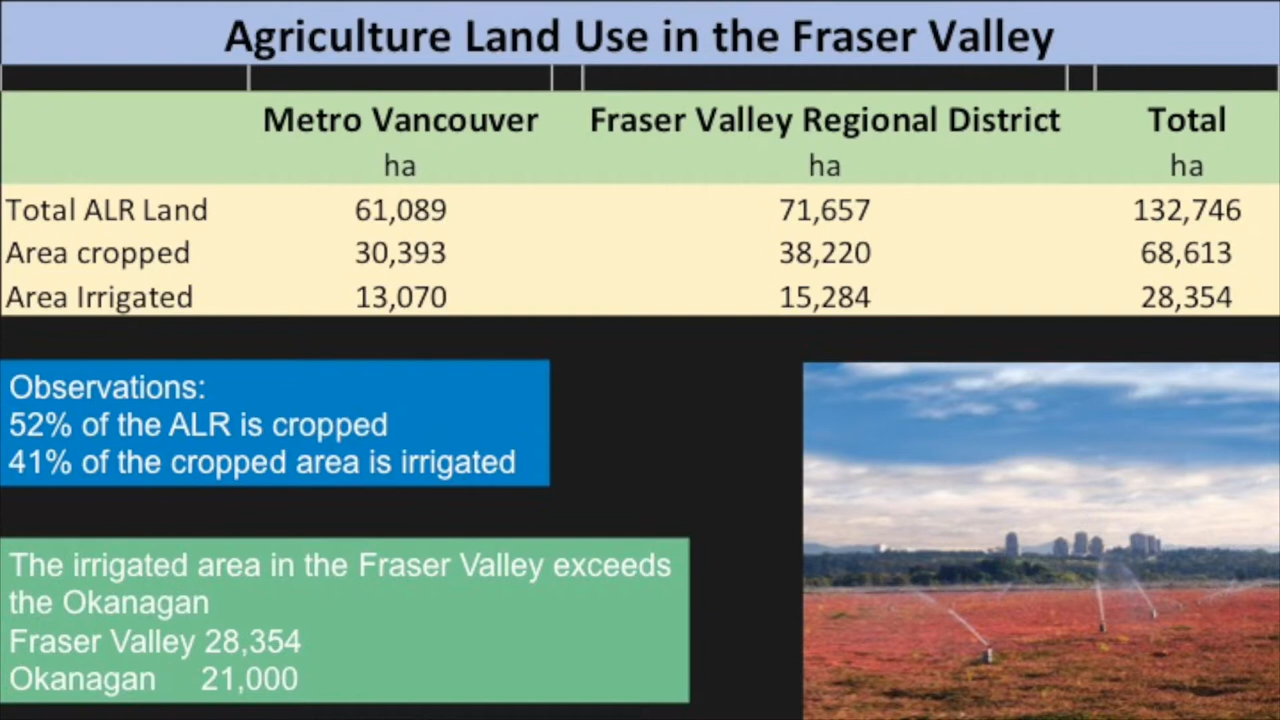 Agriculture Land Use in the Fraser Valley
Metro Vancouver Fraser Valley Regional District Total
ha ha ha
Total ALR Land 61,089 71,657 132,746
Area cropped 30,393 38,220 68,613
Area Irrigated 13,070 15,284 28,354
Observations:
52% of the ALR is cropped
41% of the cropped area is irrigated
The irrigated area in the Fraser Valley exceeds
the Okanagan
Fraser Valley 28,354
Okanagan 21,000